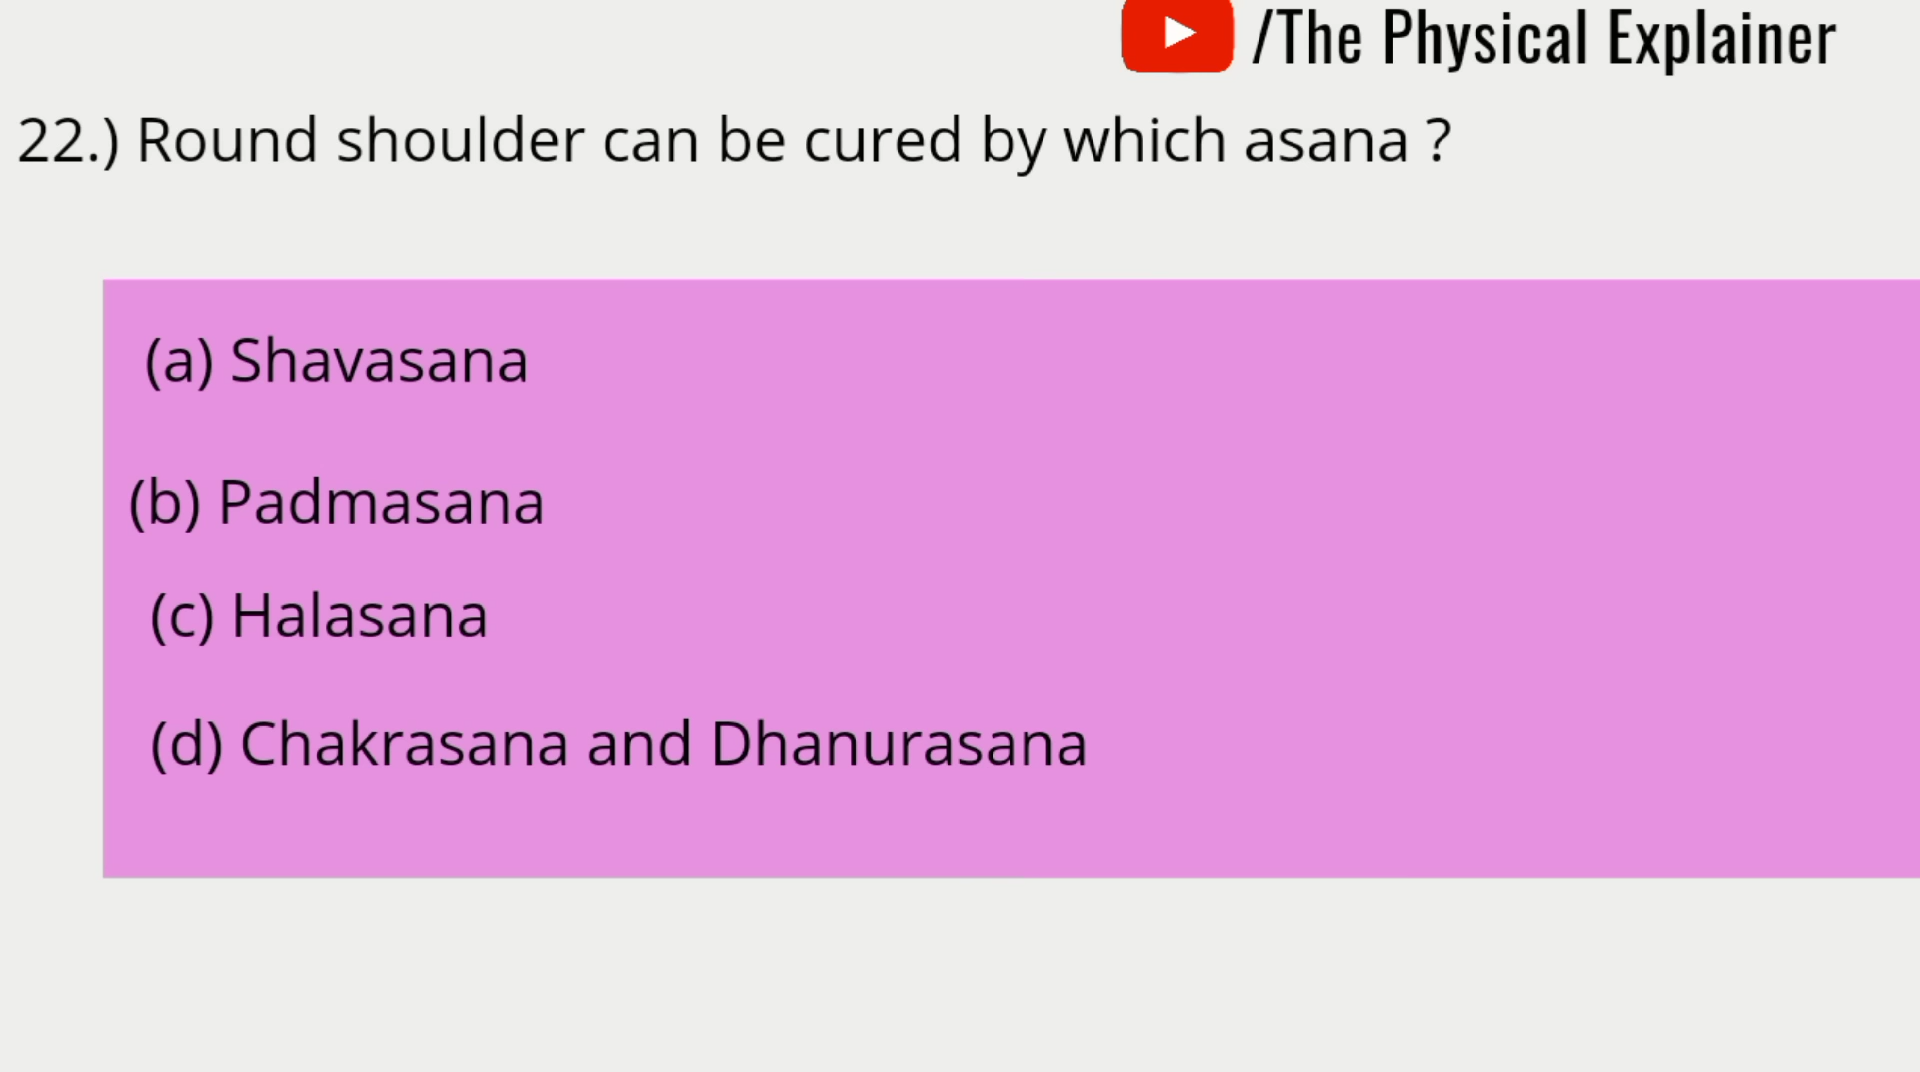 /The Physical Explainer
22.) Round shoulder can be cured by which asana ?
(a) Shavasana
(b) Padmasana
(c) Halasana
(d) Chakrasana and Dhanurasana